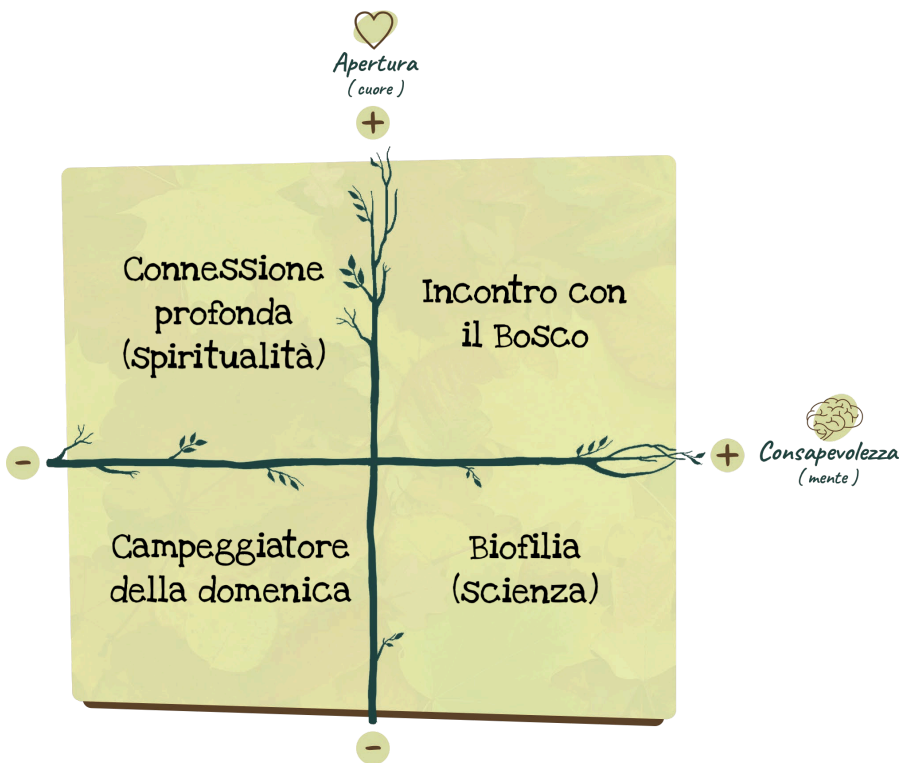 Apertura
( cuore )
+
Connessione
profonda
(spiritualità)
Incontro con
il Bosco
-
+
Consapevolezza
( mente )
Campeggiatore
della domenica
Biofilia
(scienza)
-